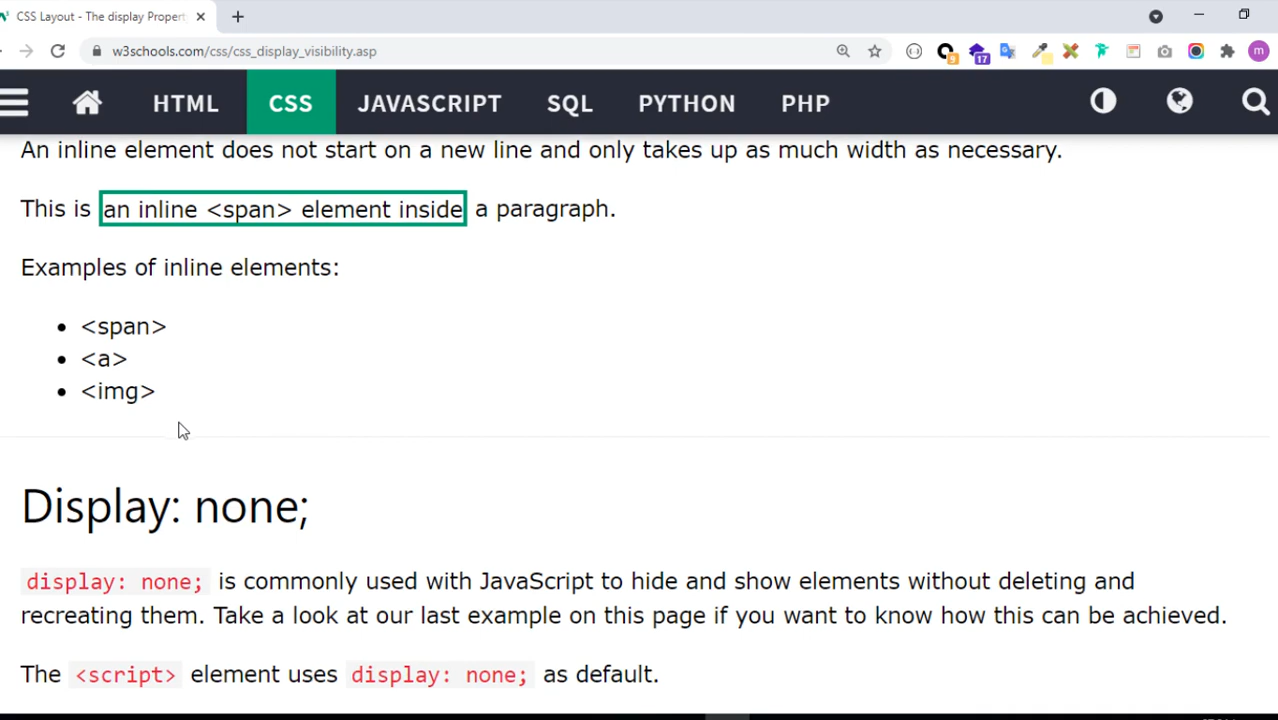 CSS Layout - The display Propert
w3schools.com/css/css_display_visibility.asp
9
17
m
HTML CSS JAVASCRIPT SQL PYTHON PHP
An inline element does not start on a new line and only takes up as much width as necessary.
This is an inline <span> element inside a paragraph.
Examples of inline elements:
• <span>
• <a>
• <img>
Display: none;
display: none; is commonly used with JavaScript to hide and show elements without deleting and
recreating them. Take a look at our last example on this page if you want to know how this can be achieved.
The <script> element uses display: none; as default.